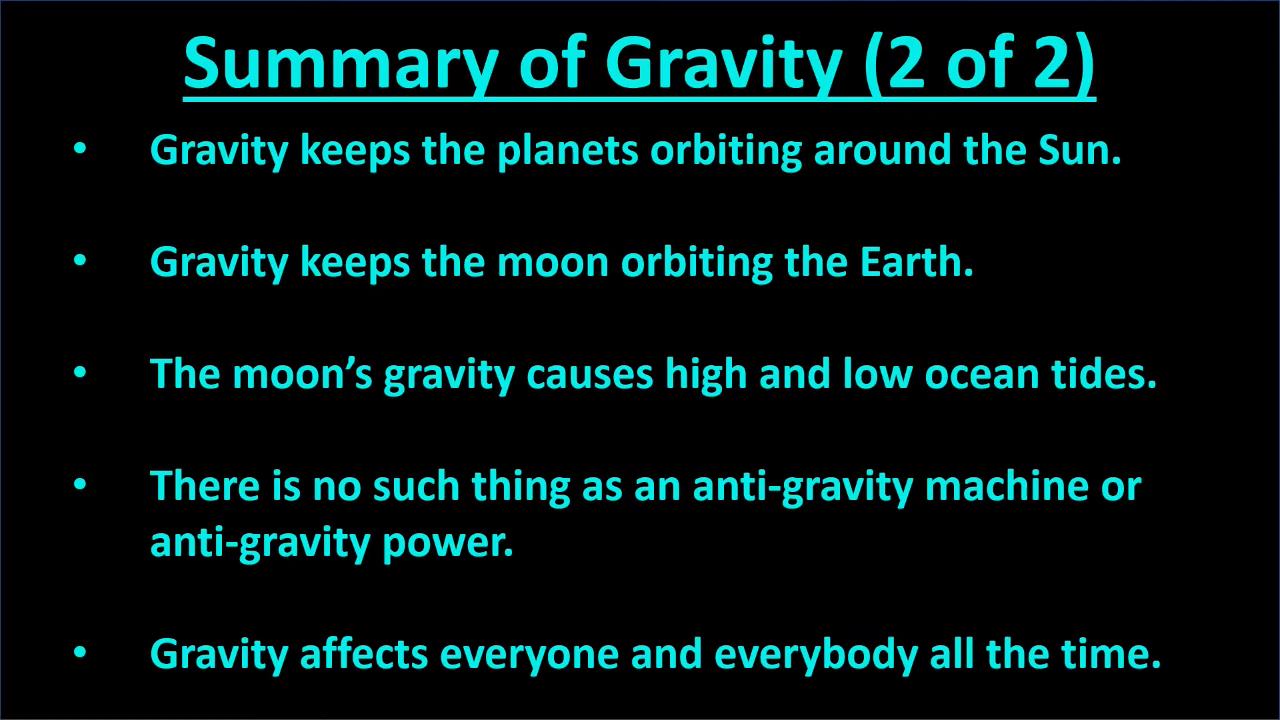 Summary of Gravity (2 of 2)
• Gravity keeps the planets orbiting around the Sun.
• Gravity keeps the moon orbiting the Earth.
• The moon’s gravity causes high and low ocean tides.
• There is no such thing as an anti-gravity machine or
anti-gravity power.
• Gravity affects everyone and everybody all the time.